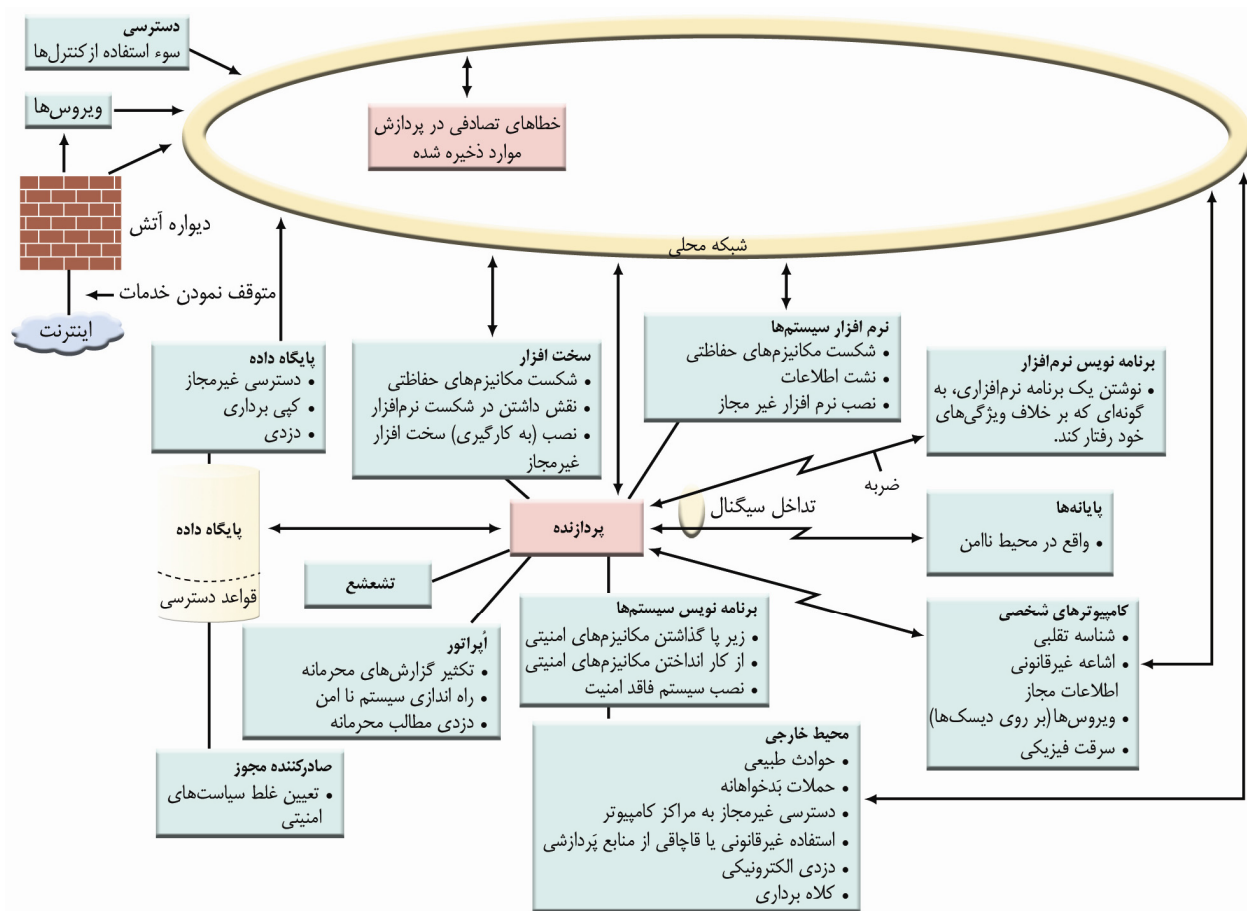 دسترسی
سوء استفاده از کنترل‌ها
ویروس‌ها
خطاهای تصادفی در پردازش
موارد ذخیره شده
دیواره آتش
شبکه محلی
متوقف نمودن خدمات
اینترنت
نرم افزار سیستم‌ها
• شکست مکانیزم‌های حفاظتی
• نشت اطلاعات
• نصب نرم افزار غیر مجاز
سخت افزار
• شکست مکانیزم‌های حفاظتی
• نقش داشتن در شکست نرم‌افزار
• نصب (به کارگیری) سخت افزار
غیرمجاز
پایگاه داده
• دسترسی غیرمجاز
• کپی برداری
• دزدی
برنامه نویس نرم‌افزار
• نوشتن یک برنامه نرم‌افزاری، به
گونه‌ای که بر خلاف ویژگی‌های
خود رفتار کند.
ضربه
تداخل سیگنال
پردازنده
پایگاه داده
قواعد دسترسی
پایانه‌ها
• واقع در محیط ناامن
تشعشع
برنامه نویس سیستم‌ها
• زیر پا گذاشتن مکانیزم‌های امنیتی
• از کار انداختن مکانیزم‌های امنیتی
• نصب سیستم فاقد امنیت
کامپیوترهای شخصی
• شناسه تقلبی
• اشاعه غیرقانونی
اطلاعات مجاز
• ویروس‌ها (بر روی دیسک‌ها)
• سرقت فیزیکی
اُپراتور
• تکثیر گزارش‌های محرمانه
• راه اندازی سیستم نا امن
• دزدی مطالب محرمانه
صادرکننده مجوز
• تعیین غلط سیاست‌های
امنیتی
محیط خارجی
• حوادث طبیعی
• حملات بَدخواهانه
• دسترسی غیرمجاز به مراکز کامپیوتر
• استفاده غیرقانونی یا قاچاقی از منابع پَردازشی
• دزدی الکترونیکی
• کلاه برداری